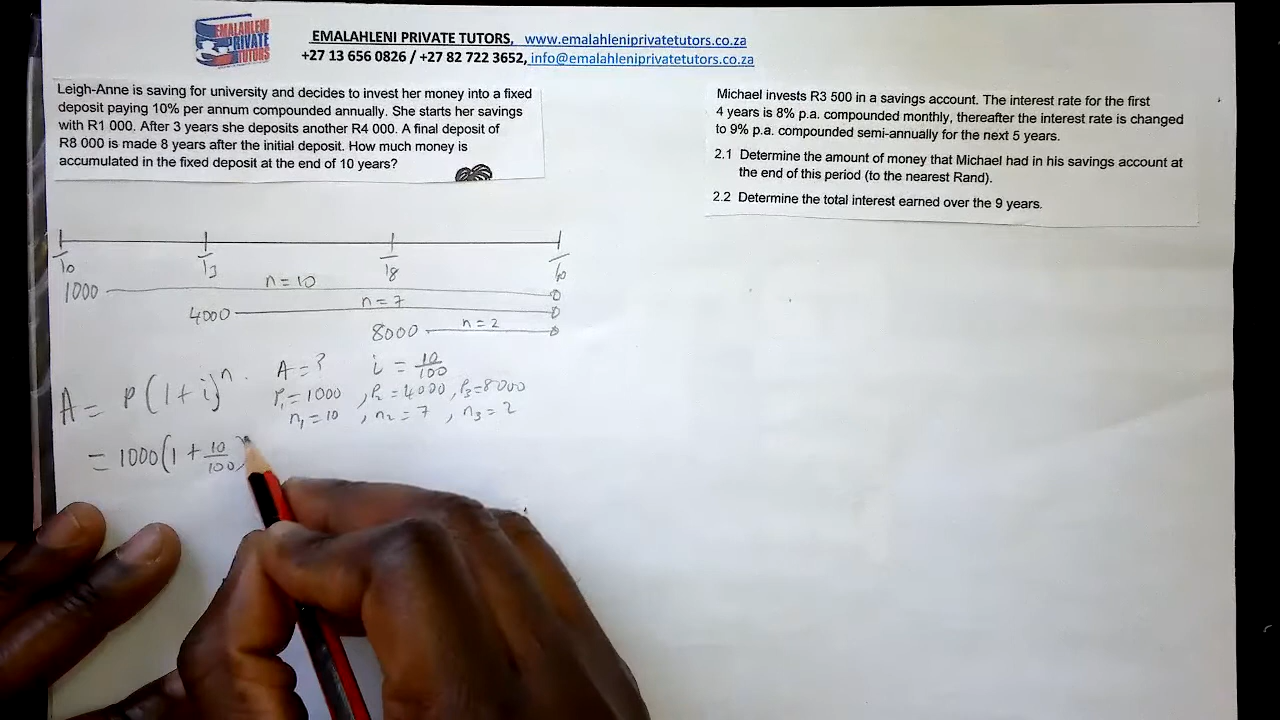 EMALAHLENI
PRIVATE
TUTORS
EMALAHLENI PRIVATE TUTORS, www.emalahleniprivatetutors.co.za
+27 13 656 0826 / +27 82 722 3652, info@emalahleniprivatetutors.co.za
Leigh-Anne is saving for university and decides to invest her money into a fixed
deposit paying 10% per annum compounded annually. She starts her savings
with R1 000. After 3 years she deposits another R4 000. A final deposit of
R8 000 is made 8 years after the initial deposit. How much money is
accumulated in the fixed deposit at the end of 10 years?
T0 T3 T8
1000 n = 10
4000 n = 7
8000 n = 2
A = P(1 + i)^n
A = ? i = 10/100
P1 = 1000, P2 = 4000, P3 = 8000
n1 = 10, n2 = 7, n3 = 2
= 1000(1 + 10/100)
Michael invests R3 500 in a savings account. The interest rate for the first
4 years is 8% p.a. compounded monthly, thereafter the interest rate is changed
to 9% p.a. compounded semi-annually for the next 5 years.
2.1 Determine the amount of money that Michael had in his savings account at
the end of this period (to the nearest Rand).
2.2 Determine the total interest earned over the 9 years.